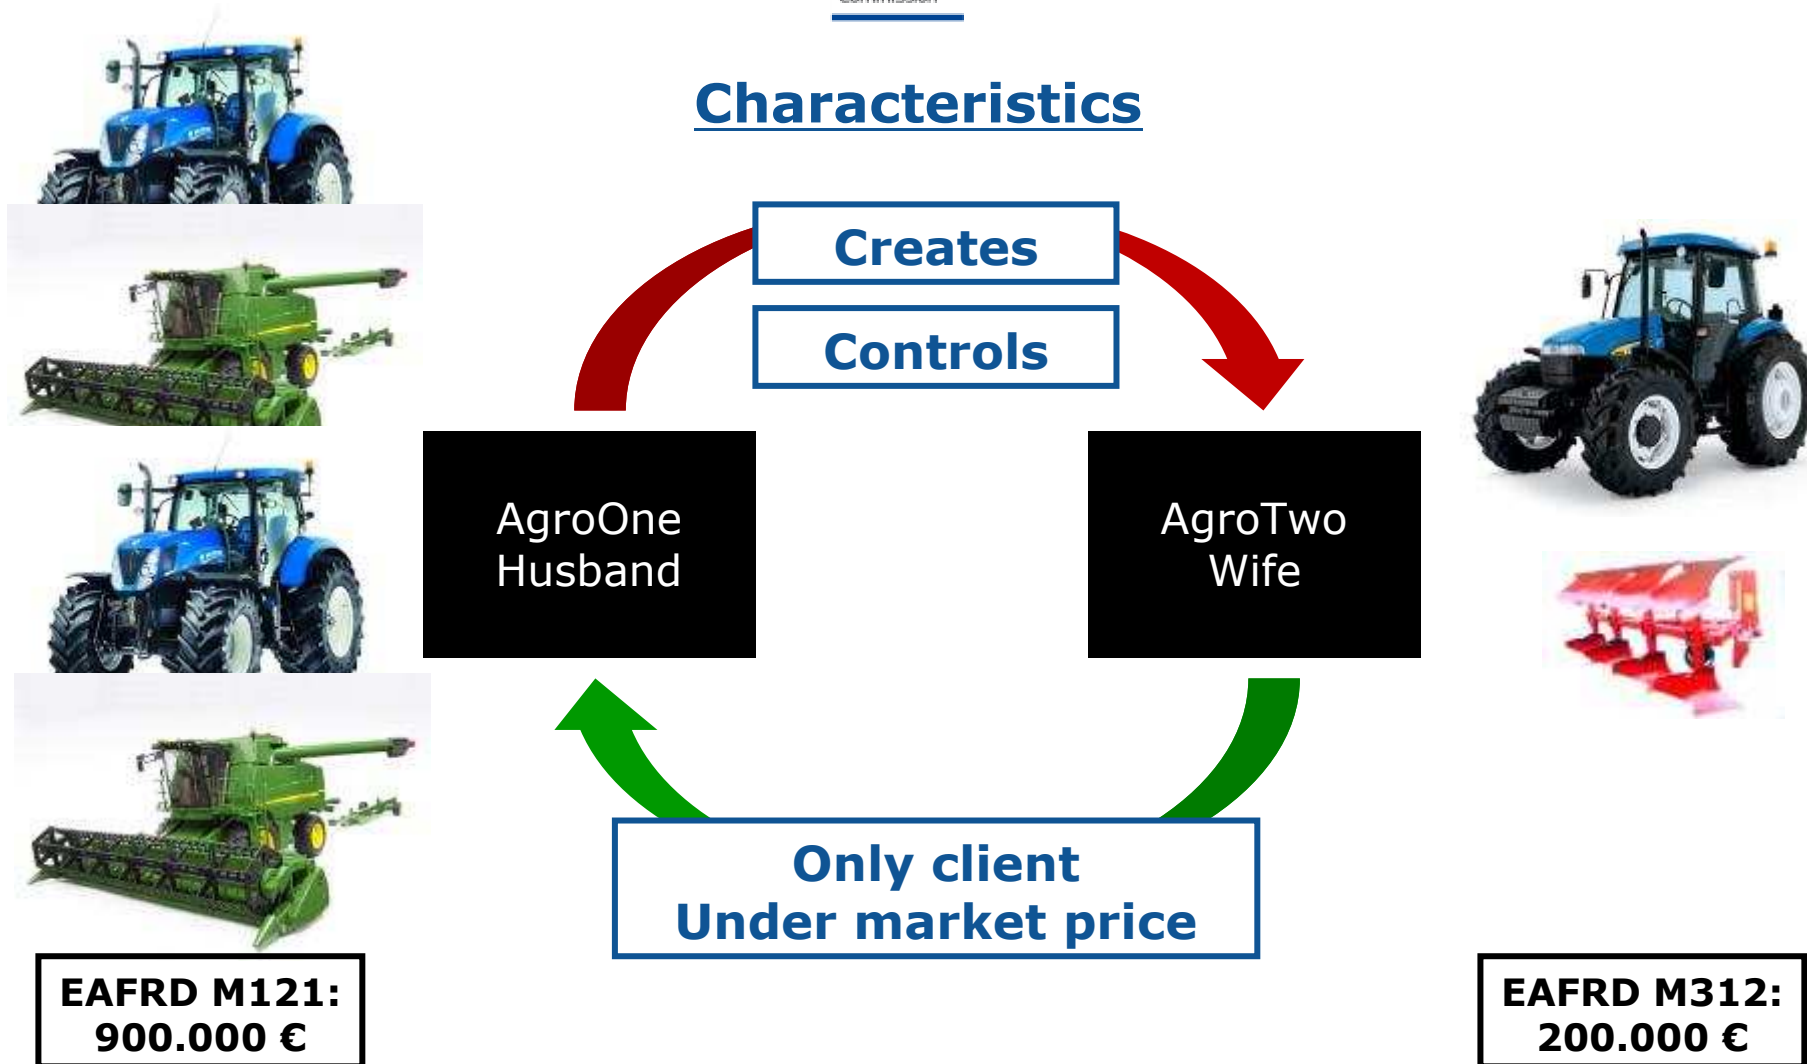 Characteristics
Creates
Controls
AgroOne
Husband
AgroTwo
Wife
Only client
Under market price
EAFRD M121:
900.000 €
EAFRD M312:
200.000 €